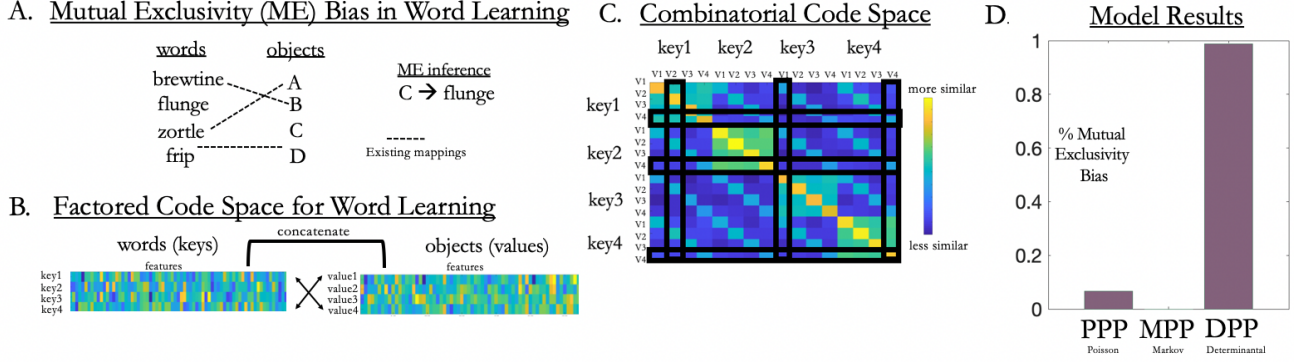 A. Mutual Exclusivity (ME) Bias in Word Learning
words objects
brewtine A
flunge B
zortle C
frip D
ME inference
C → flunge
Existing mappings
B. Factored Code Space for Word Learning
concatenate
words (keys) objects (values)
features features
key1 value1
key2 value2
key3 value3
key4 value4
C. Combinatorial Code Space
key1 key2 key3 key4
V1 V2 V3 V4 V1 V2 V3 V4 V1 V2 V3 V4 V1 V2 V3 V4
key1
V1
V2
V3
V4
key2
V1
V2
V3
V4
key3
V1
V2
V3
V4
key4
V1
V2
V3
V4
more similar
less similar
D. Model Results
1
0.8
0.6
0.4
0.2
0
% Mutual
Exclusivity
Bias
PPP MPP DPP
Poisson Markov Determinantal